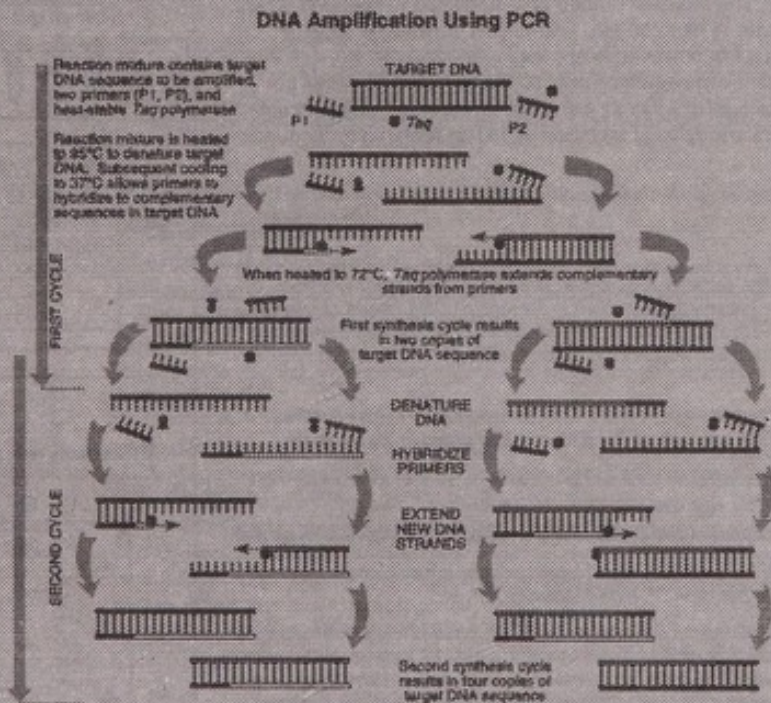 DNA Amplification Using PCR
Reaction mixture contains target
DNA sequence to be amplified,
two primers (P1, P2), and
heat-stable Taq polymerase
TARGET DNA
P1
Taq
P2
Reaction mixture is heated
to 95°C to denature target
DNA. Subsequent cooling
to 37°C allows primers to
hybridize to complementary
sequences in target DNA
When heated to 72°C, Taq polymerase extends complementary
strands from primers
FIRST CYCLE
First synthesis cycle results
in two copies of
target DNA sequence
DENATURE
DNA
HYBRIDIZE
PRIMERS
SECOND CYCLE
EXTEND
NEW DNA
STRANDS
Second synthesis cycle
results in four copies of
target DNA sequence